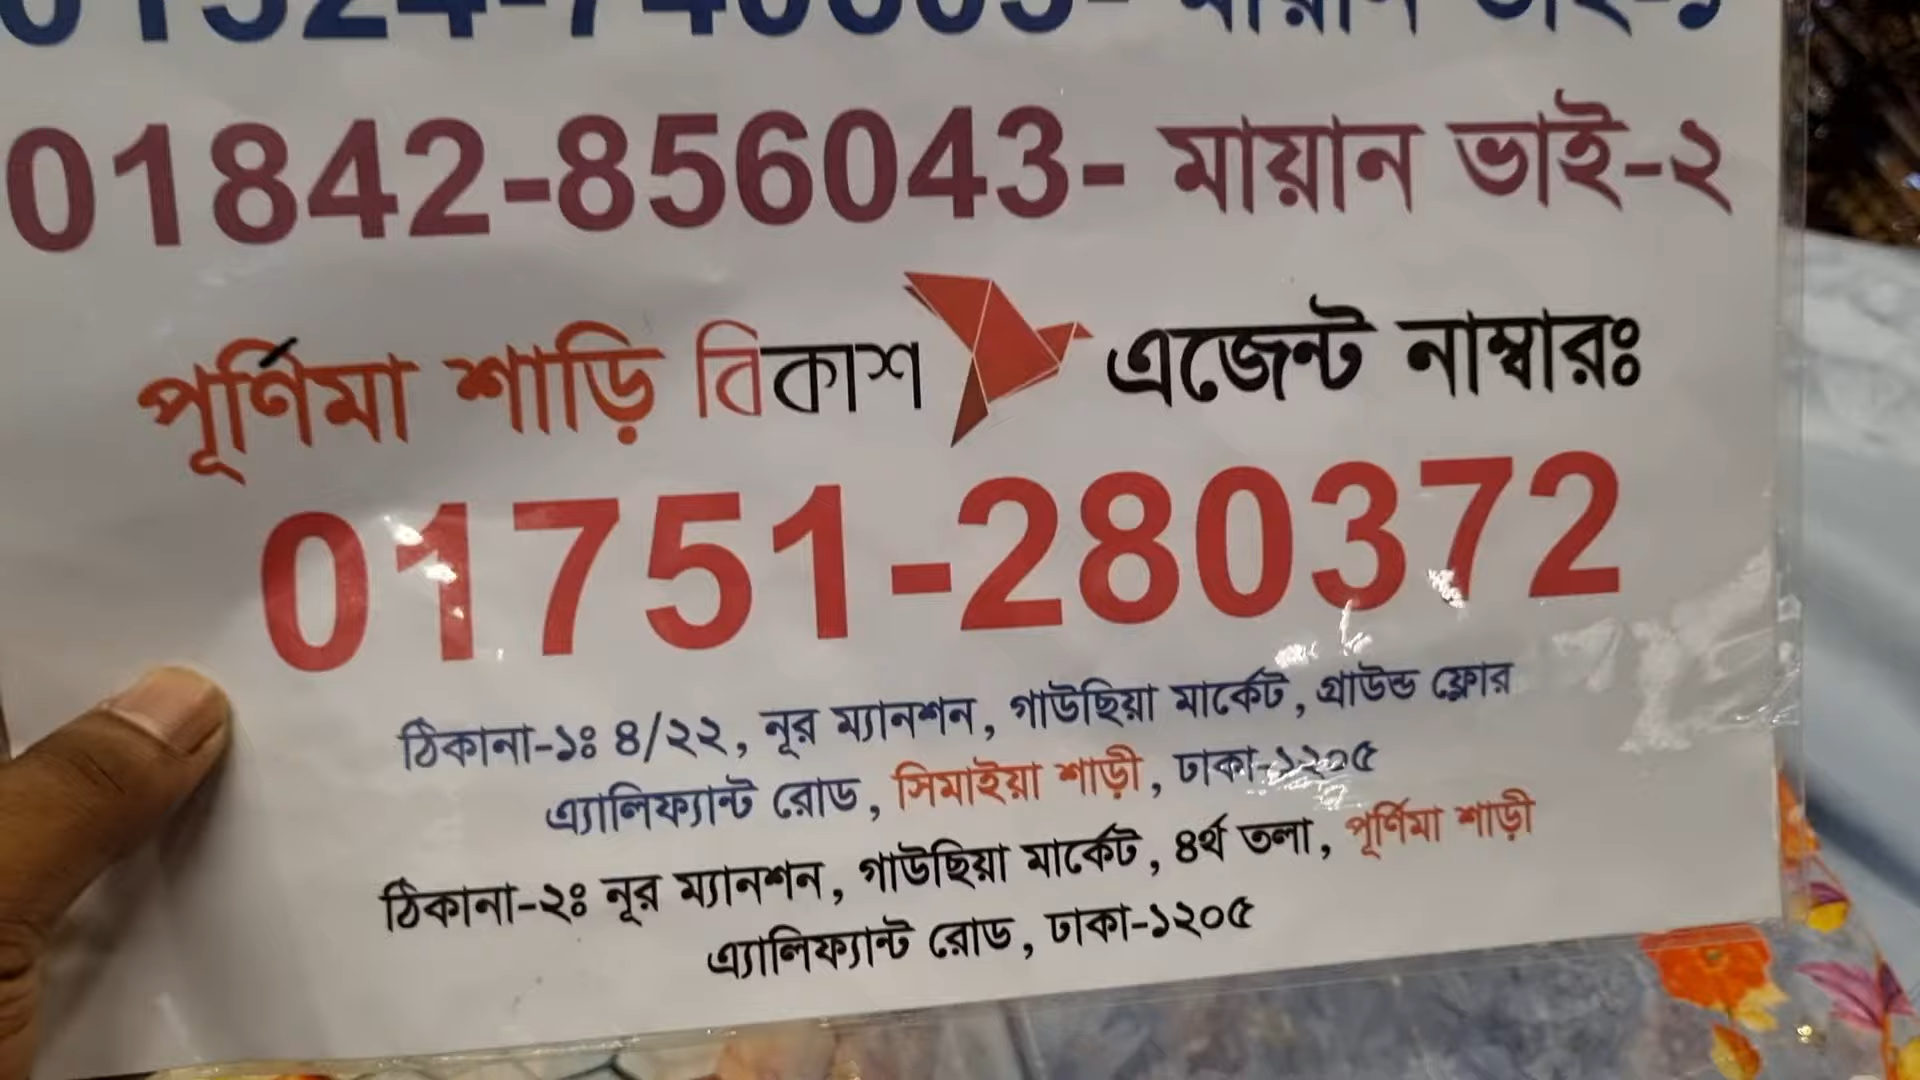 01842-856043- মায়ান ভাই-২
পূর্ণিমা শাড়ি বিকাশ এজেন্ট নাম্বারঃ
01751-280372
ঠিকানা-১ঃ ৪/২২, নূর ম্যানশন, গাউছিয়া মার্কেট, গ্রাউন্ড ফ্লোর
এ্যালিফ্যান্ট রোড, সিমাইয়া শাড়ী, ঢাকা-১২০৫
ঠিকানা-২ঃ নূর ম্যানশন, গাউছিয়া মার্কেট, ৪র্থ তলা, পূর্ণিমা শাড়ী
এ্যালিফ্যান্ট রোড, ঢাকা-১২০৫